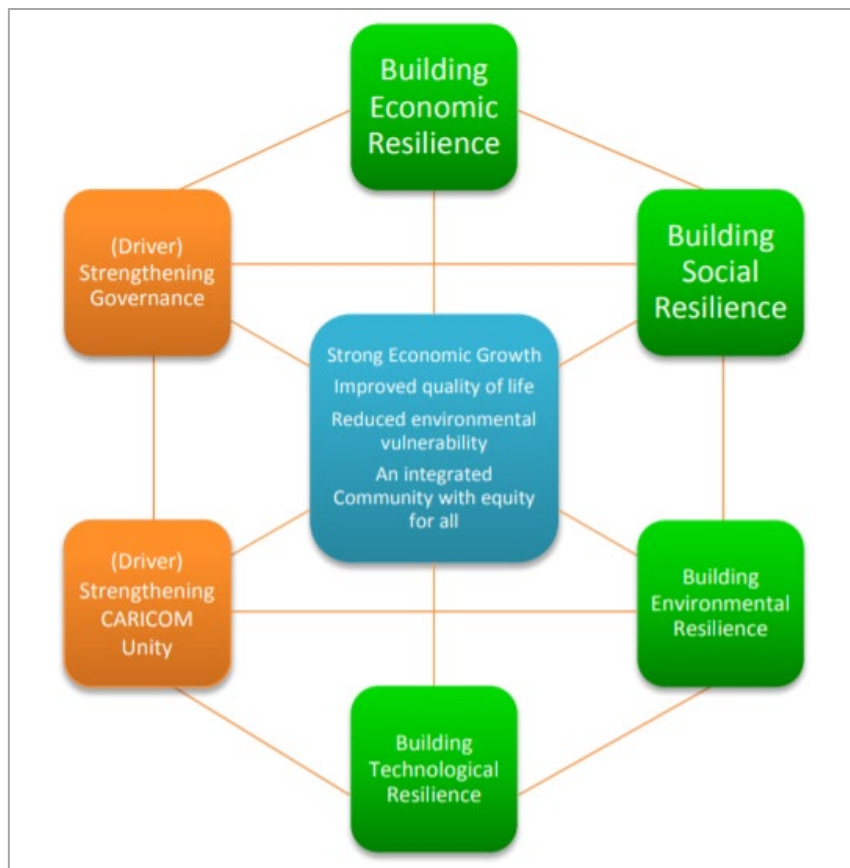 Building
Economic
Resilience
(Driver)
Strengthening
Governance
Building
Social
Resilience
Strong Economic Growth
Improved quality of life
Reduced environmental
vulnerability
An integrated
Community with equity
for all
(Driver)
Strengthening
CARICOM
Unity
Building
Environmental
Resilience
Building
Technological
Resilience